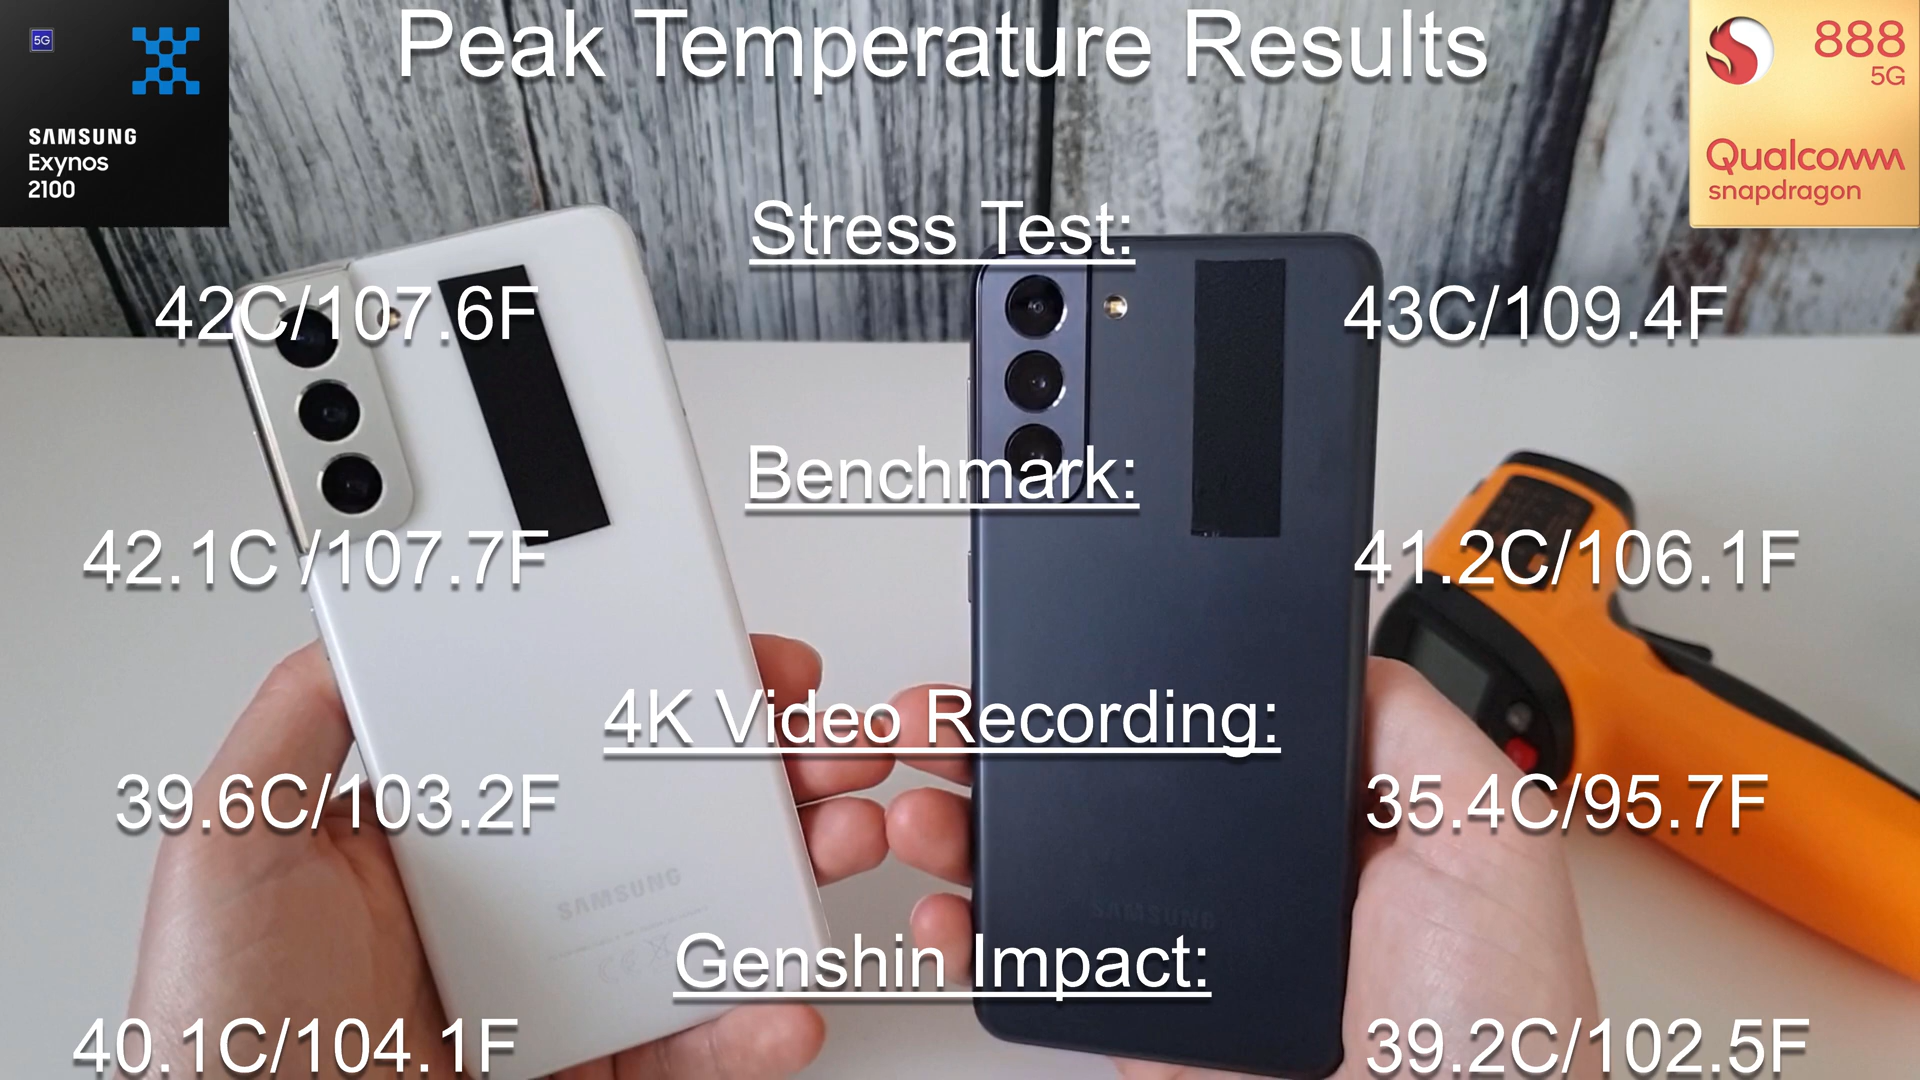 Peak Temperature Results
5G
SAMSUNG
Exynos
2100
888
5G
Qualcomm
snapdragon
Stress Test:
42C/107.6F
43C/109.4F
Benchmark:
42.1C /107.7F
41.2C/106.1F
4K Video Recording:
39.6C/103.2F
35.4C/95.7F
SAMSUNG
SAMSUNG
Genshin Impact:
40.1C/104.1F
39.2C/102.5F